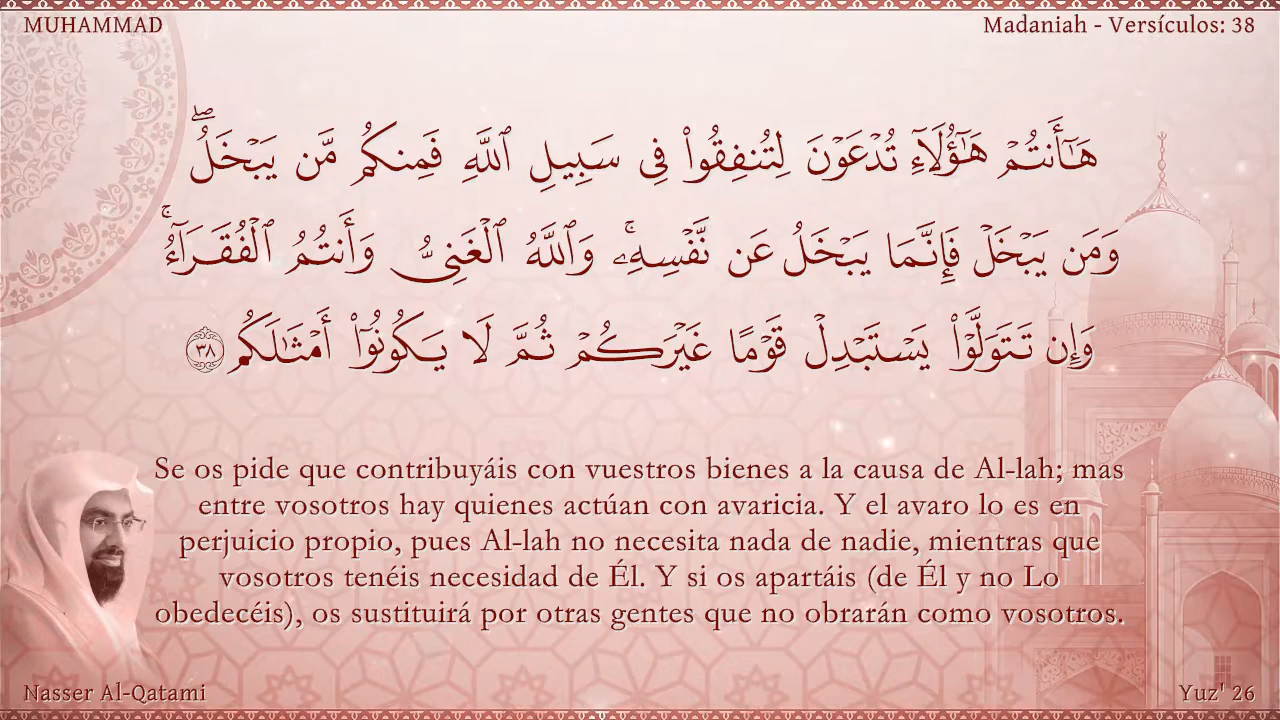 MUHAMMAD
Madaniah - Versículos: 38
هَـٰٓأَنتُمْ هَـٰٓؤُلَآءِ تُدْعَوْنَ لِتُنفِقُوا۟ فِى سَبِيلِ ٱللَّهِ فَمِنكُم مَّن يَبْخَلُ ۖ
وَمَن يَبْخَلْ فَإِنَّمَا يَبْخَلُ عَن نَّفْسِهِۦ ۚ وَٱللَّهُ ٱلْغَنِىُّ وَأَنتُمُ ٱلْفُقَرَآءُ ۚ
وَإِن تَتَوَلَّوْا۟ يَسْتَبْدِلْ قَوْمًا غَيْرَكُمْ ثُمَّ لَا يَكُونُوٓا۟ أَمْثَـٰلَكُم ٣٨
Se os pide que contribuyáis con vuestros bienes a la causa de Al-lah; mas
entre vosotros hay quienes actúan con avaricia. Y el avaro lo es en
perjuicio propio, pues Al-lah no necesita nada de nadie, mientras que
vosotros tenéis necesidad de Él. Y si os apartáis (de Él y no Lo
obedecéis), os sustituirá por otras gentes que no obrarán como vosotros.
Nasser Al-Qatami
Yuz' 26